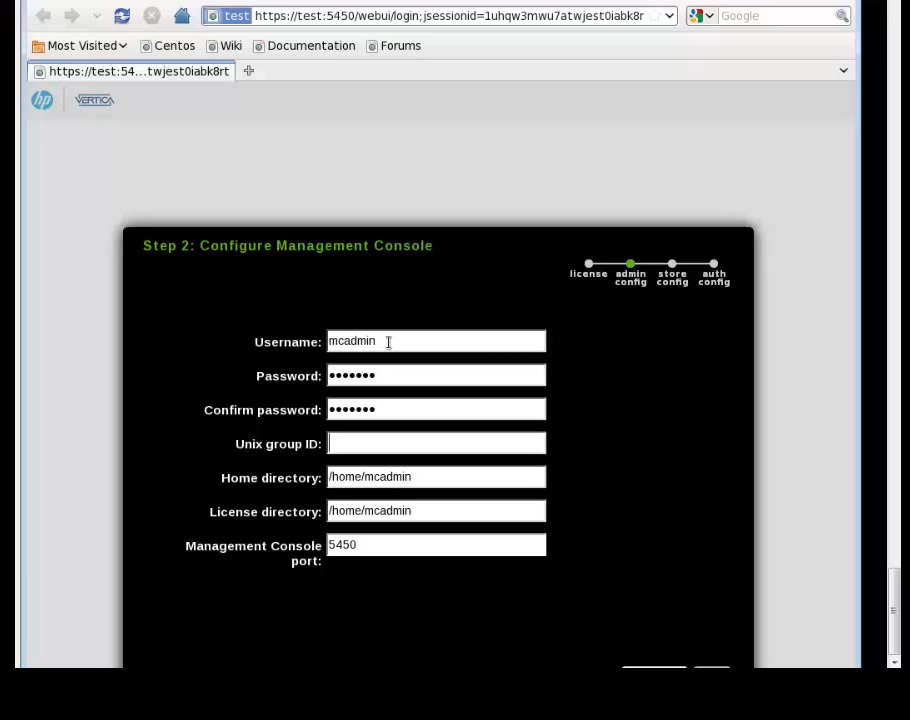 test https://test:5450/webui/login;jsessionid=1uhqw3mwu7atwjest0iabk8r
Google
Most Visited
Centos
Wiki
Documentation
Forums
https://test:54...twjest0iabk8rt
hp
VERTICA
Step 2: Configure Management Console
license
admin config
store config
auth config
Username: mcadmin
Password: •••••••
Confirm password: •••••••
Unix group ID:
Home directory: /home/mcadmin
License directory: /home/mcadmin
Management Console port: 5450